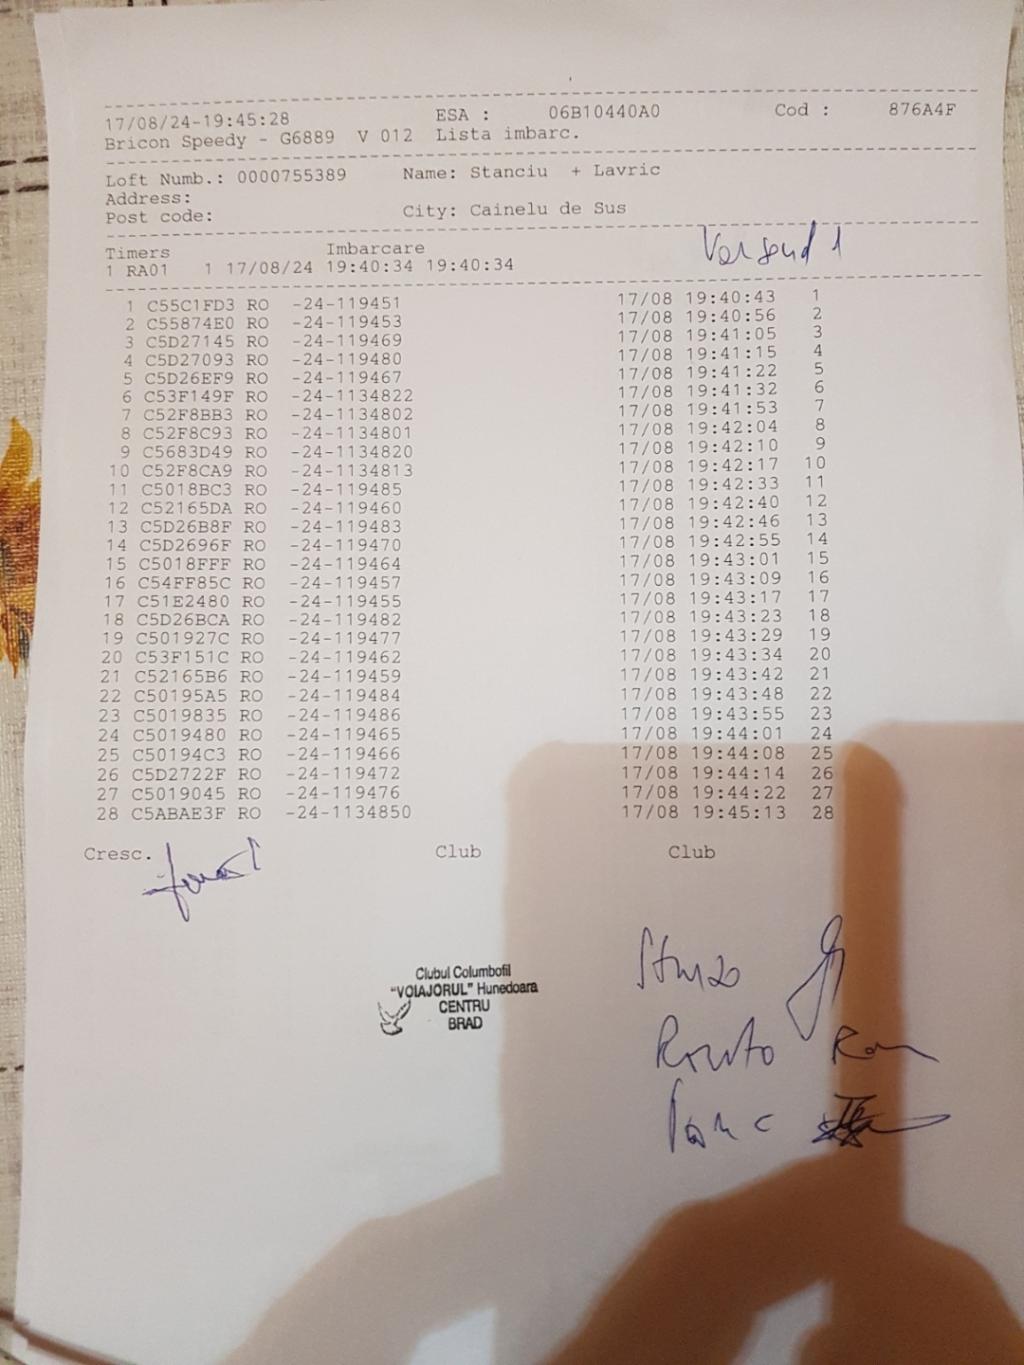 17/08/24-19:45:28 ESA : 06B10440A0 Cod : 876A4F
Bricon Speedy - G6889 V 012 Lista imbarc.
Loft Numb.: 0000755389 Name: Stanciu + Lavric
Address:
Post code: City: Cainelu de Sus
Timers Imbarcare
1 RA01 1 17/08/24 19:40:34 19:40:34
1 C55C1FD3 RO -24-119451 17/08 19:40:43 1
2 C55874E0 RO -24-119453 17/08 19:40:56 2
3 C5D27145 RO -24-119469 17/08 19:41:05 3
4 C5D27093 RO -24-119480 17/08 19:41:15 4
5 C5D26EF9 RO -24-119467 17/08 19:41:22 5
6 C53F149F RO -24-1134822 17/08 19:41:32 6
7 C52F8BB3 RO -24-1134802 17/08 19:41:53 7
8 C52F8C93 RO -24-1134801 17/08 19:42:04 8
9 C5683D49 RO -24-1134820 17/08 19:42:10 9
10 C52F8CA9 RO -24-1134813 17/08 19:42:17 10
11 C5018BC3 RO -24-119485 17/08 19:42:33 11
12 C52165DA RO -24-119460 17/08 19:42:40 12
13 C5D26B8F RO -24-119483 17/08 19:42:46 13
14 C5D2696F RO -24-119470 17/08 19:42:55 14
15 C5018FFF RO -24-119464 17/08 19:43:01 15
16 C54FF85C RO -24-119457 17/08 19:43:09 16
17 C51E2480 RO -24-119455 17/08 19:43:17 17
18 C5D26BCA RO -24-119482 17/08 19:43:23 18
19 C501927C RO -24-119477 17/08 19:43:29 19
20 C53F151C RO -24-119462 17/08 19:43:34 20
21 C52165B6 RO -24-119459 17/08 19:43:42 21
22 C50195A5 RO -24-119484 17/08 19:43:48 22
23 C5019835 RO -24-119486 17/08 19:43:55 23
24 C5019480 RO -24-119465 17/08 19:44:01 24
25 C50194C3 RO -24-119466 17/08 19:44:08 25
26 C5D2722F RO -24-119472 17/08 19:44:14 26
27 C5019045 RO -24-119476 17/08 19:44:22 27
28 C5ABAE3F RO -24-1134850 17/08 19:45:13 28
Cresc. Club Club
Clubul Columbofil
"VOIAJORUL" Hunedoara
CENTRU
BRAD